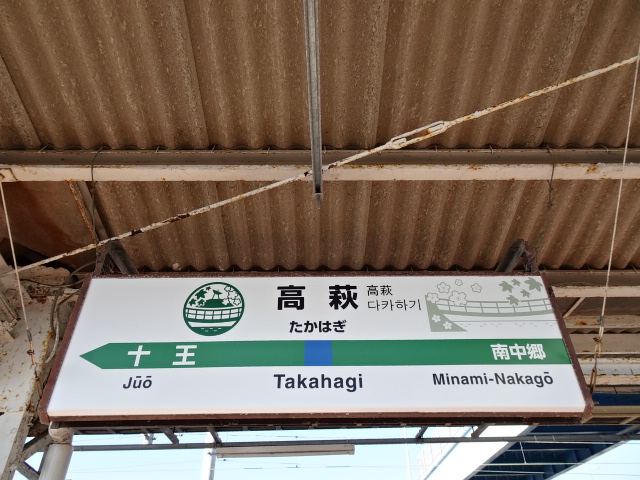 高萩 高萩
다카하기
たかはぎ
十王 南中郷
Jūō Takahagi Minami-Nakagō